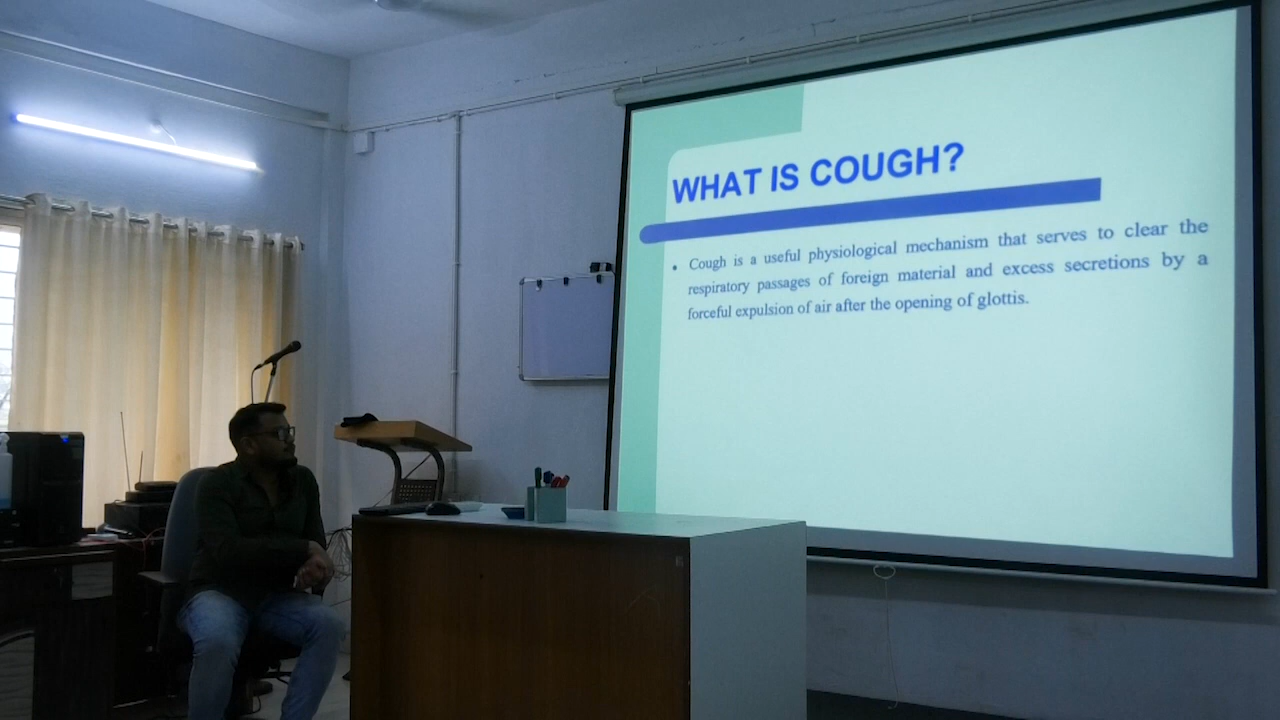 WHAT IS COUGH?
• Cough is a useful physiological mechanism that serves to clear the
respiratory passages of foreign material and excess secretions by a
forceful expulsion of air after the opening of glottis.